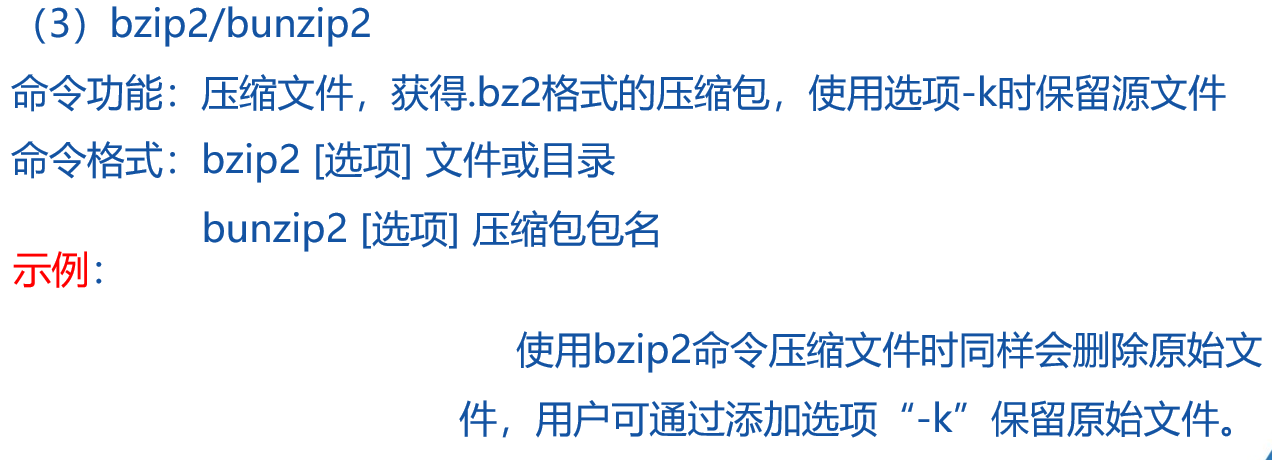 （3）bzip2/bunzip2
命令功能：压缩文件，获得.bz2格式的压缩包，使用选项-k时保留源文件
命令格式：bzip2 [选项] 文件或目录
bunzip2 [选项] 压缩包包名
示例：
使用bzip2命令压缩文件时同样会删除原始文
件，用户可通过添加选项“-k”保留原始文件。